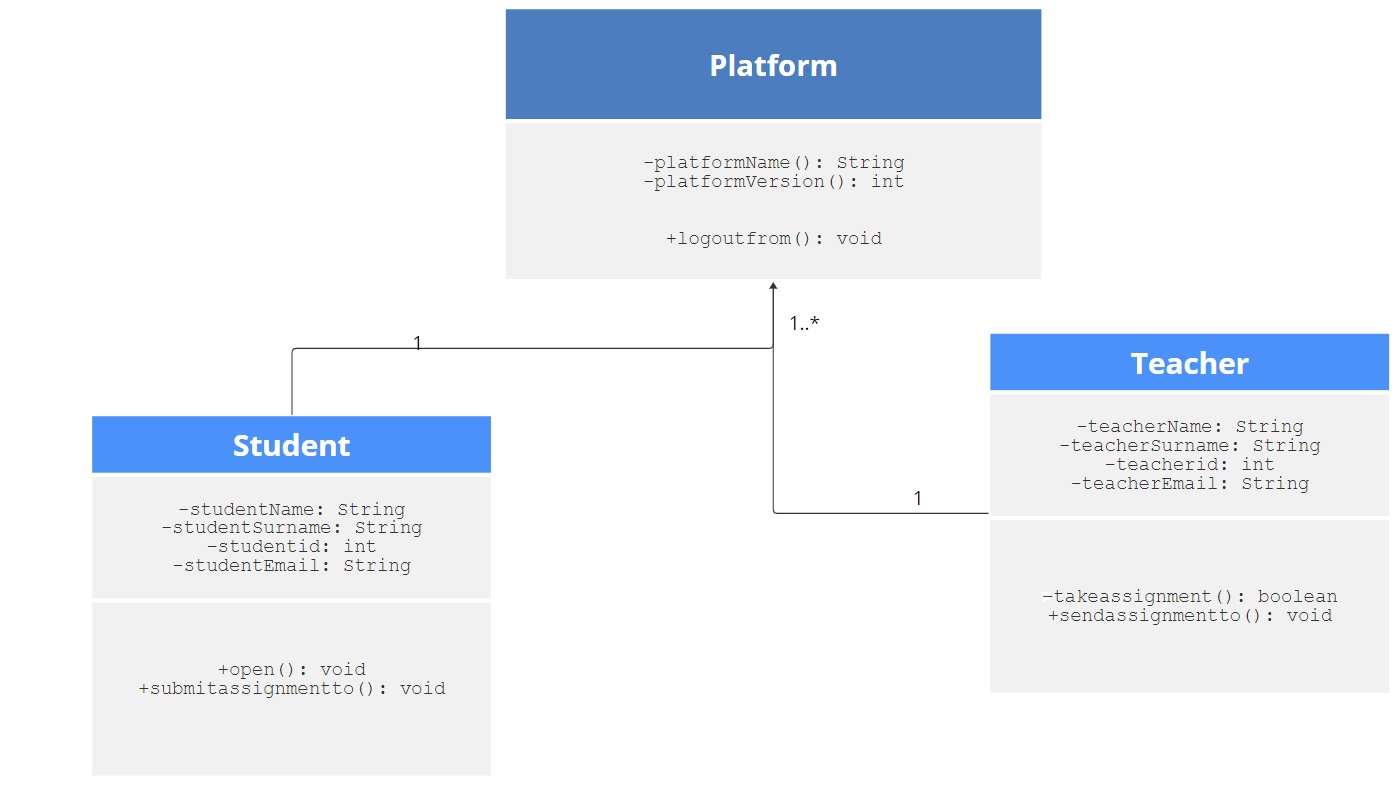 Platform
-platformName(): String
-platformVersion(): int
+logoutfrom(): void
1..*
1
Teacher
-teacherName: String
-teacherSurname: String
-teacherid: int
-teacherEmail: String
1
-takeassignment(): boolean
+sendassignmentto(): void
Student
-studentName: String
-studentSurname: String
-studentid: int
-studentEmail: String
+open(): void
+submitassignmentto(): void